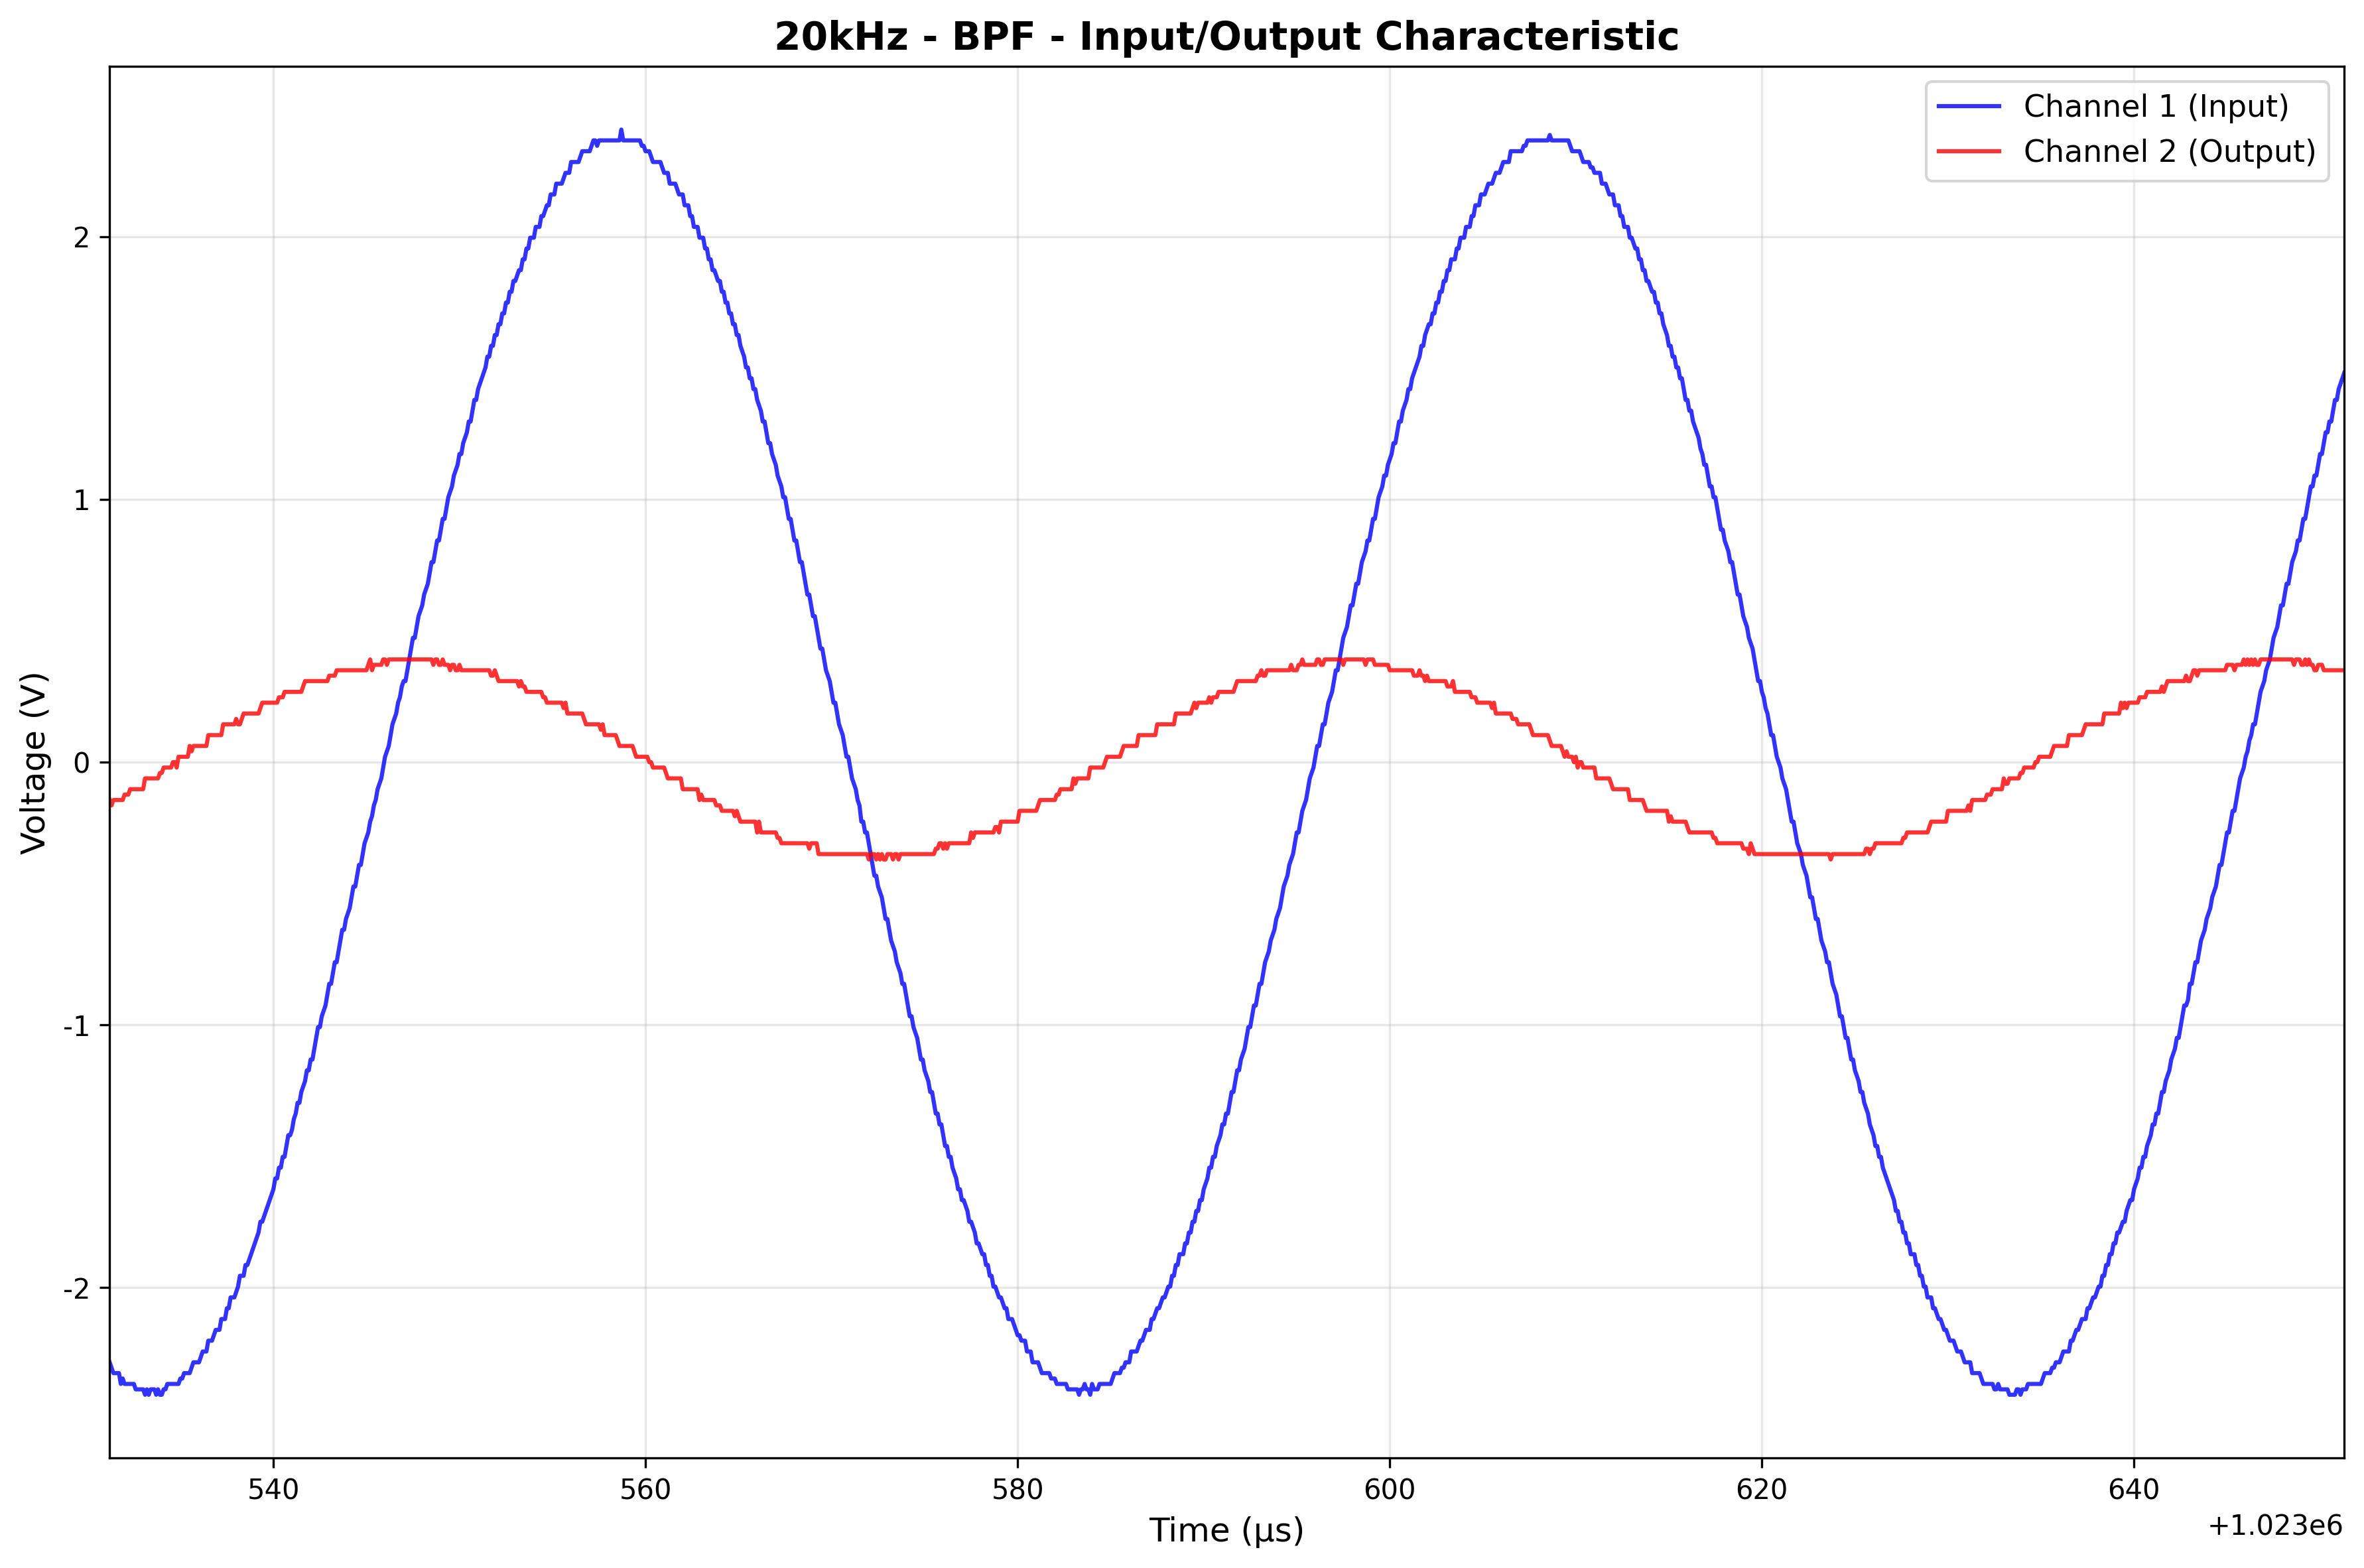 20kHz - BPF - Input/Output Characteristic
Channel 1 (Input)
Channel 2 (Output)
Voltage (V)
2
1
0
-1
-2
540 560 580 600 620 640
Time (µs)
+1.023e6